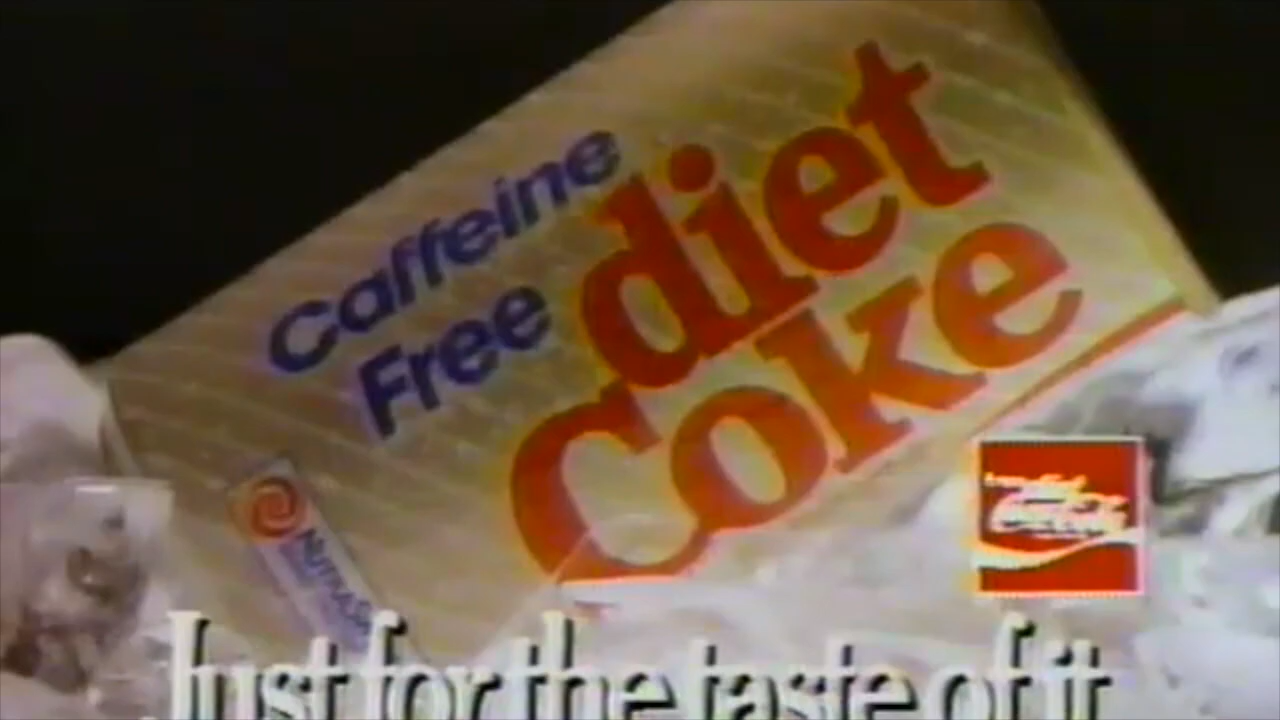 Caffeine
Free
diet
Coke
Just for the taste of it